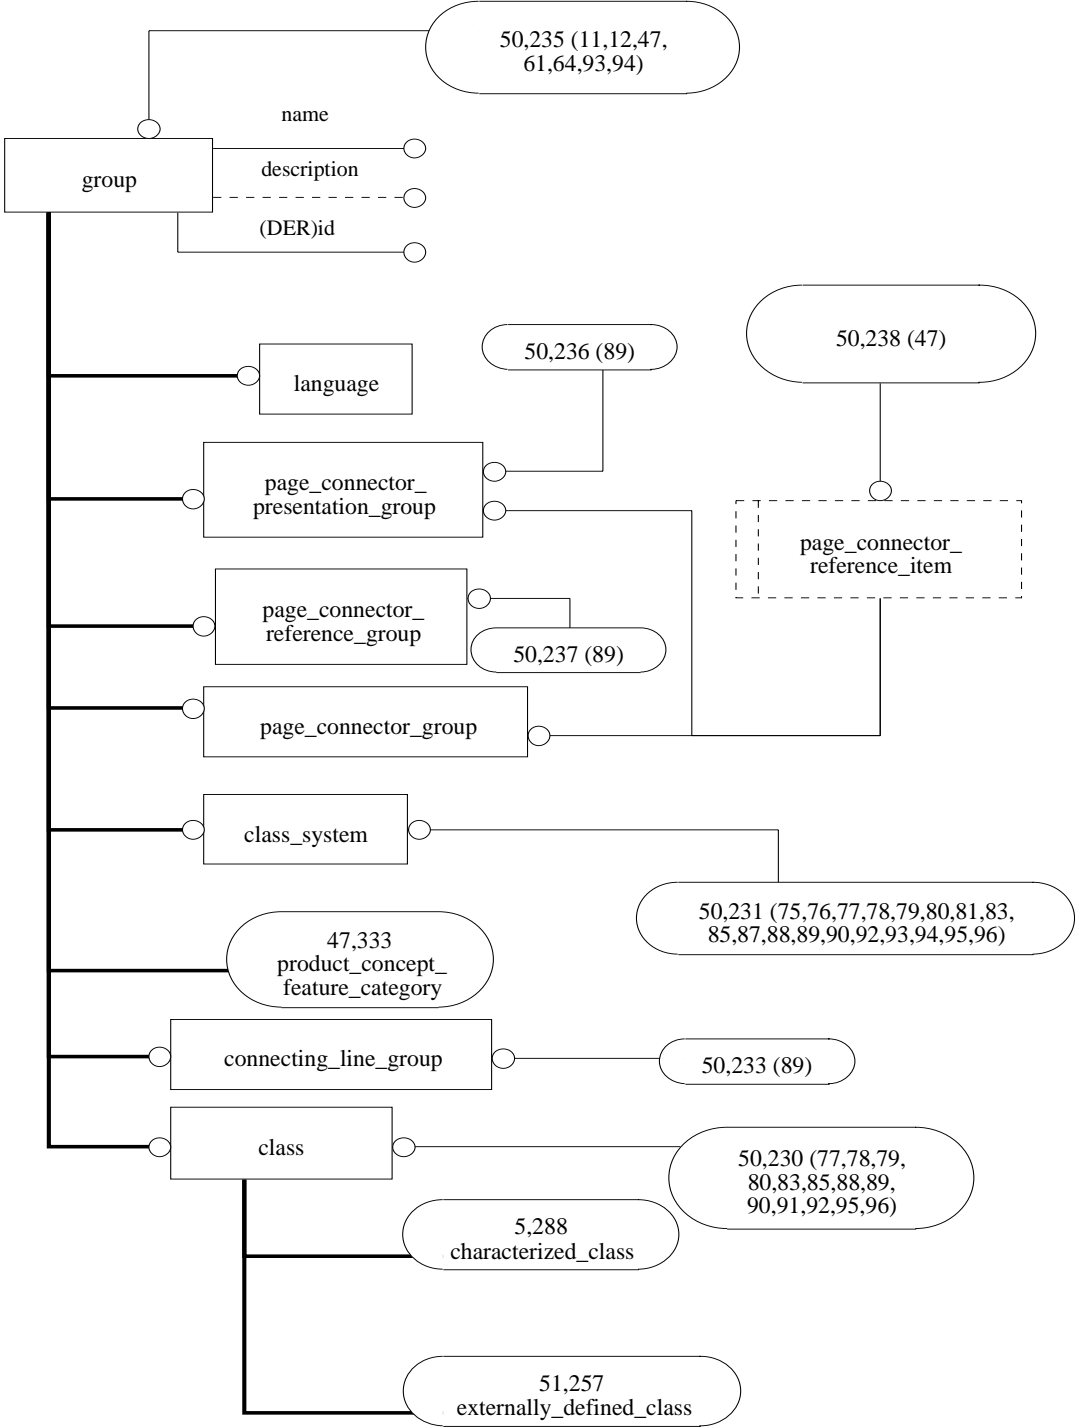 50,235 (11,12,47,
61,64,93,94)
name
group
description
(DER)id
50,238 (47)
50,236 (89)
language
page_connector_
presentation_group
page_connector_
reference_item
page_connector_
reference_group
50,237 (89)
page_connector_group
class_system
50,231 (75,76,77,78,79,80,81,83,
85,87,88,89,90,92,93,94,95,96)
47,333
product_concept_
feature_category
connecting_line_group
50,233 (89)
class
50,230 (77,78,79,
80,83,85,88,89,
90,91,92,95,96)
5,288
characterized_class
51,257
externally_defined_class